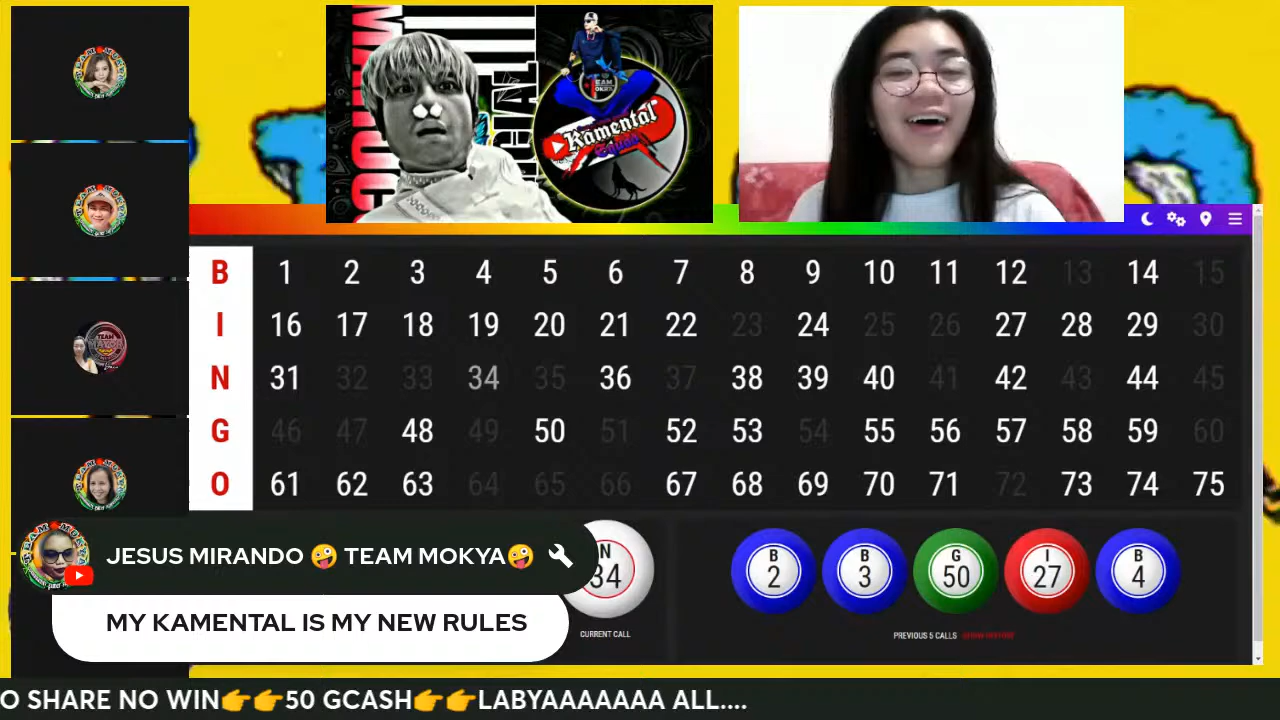 Kamental
Squad
B 1 2 3 4 5 6 7 8 9 10 11 12 13 14 15
I 16 17 18 19 20 21 22 23 24 25 26 27 28 29 30
N 31 32 33 34 35 36 37 38 39 40 41 42 43 44 45
G 46 47 48 49 50 51 52 53 54 55 56 57 58 59 60
O 61 62 63 64 65 66 67 68 69 70 71 72 73 74 75
JESUS MIRANDO 🤪 TEAM MOKYA🤪
MY KAMENTAL IS MY NEW RULES
N
34
CURRENT CALL
B
2
B
3
G
50
I
27
B
4
PREVIOUS 5 CALLS SHOW HISTORY
O SHARE NO WIN👉👉50 GCASH👉👉LABYAAAAAAA ALL....